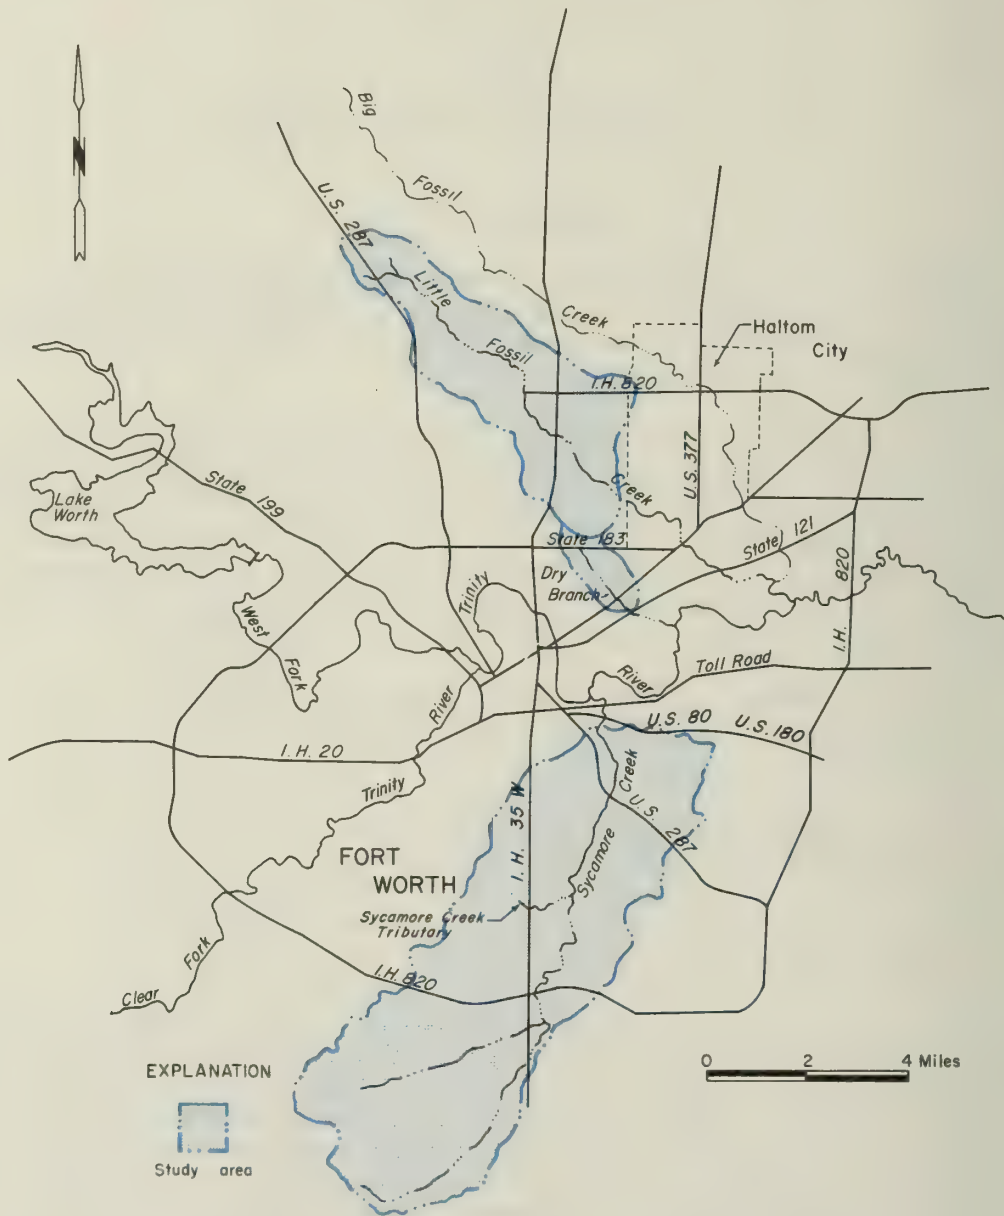 N
Big
Fossil
Creek
U.S. 287
Little
Fossil
Creek
Haltom
City
I.H. 820
U.S. 377
State 199
Lake
Worth
State 183
State 121
Dry
Branch
I.H. 820
West
Fork
Trinity
River
River
Toll Road
U.S. 80 U.S. 180
I.H. 20
Trinity
Creek
Sycamore
U.S. 287
I.H. 35 W
FORT
WORTH
Sycamore Creek
Tributary
Fork
Clear
I.H. 820
EXPLANATION
Study area
0 2 4 Miles